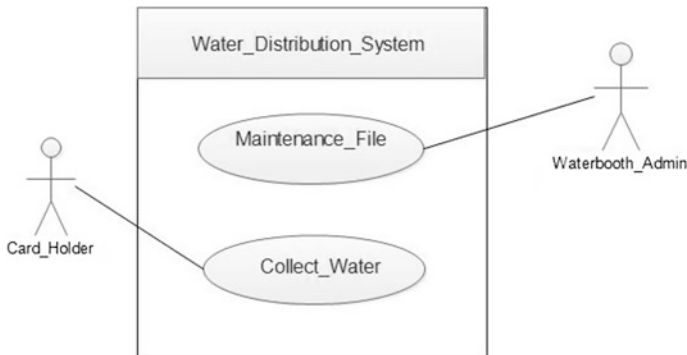 Water_Distribution_System
Maintenance_File
Waterbooth_Admin
Card_Holder
Collect_Water